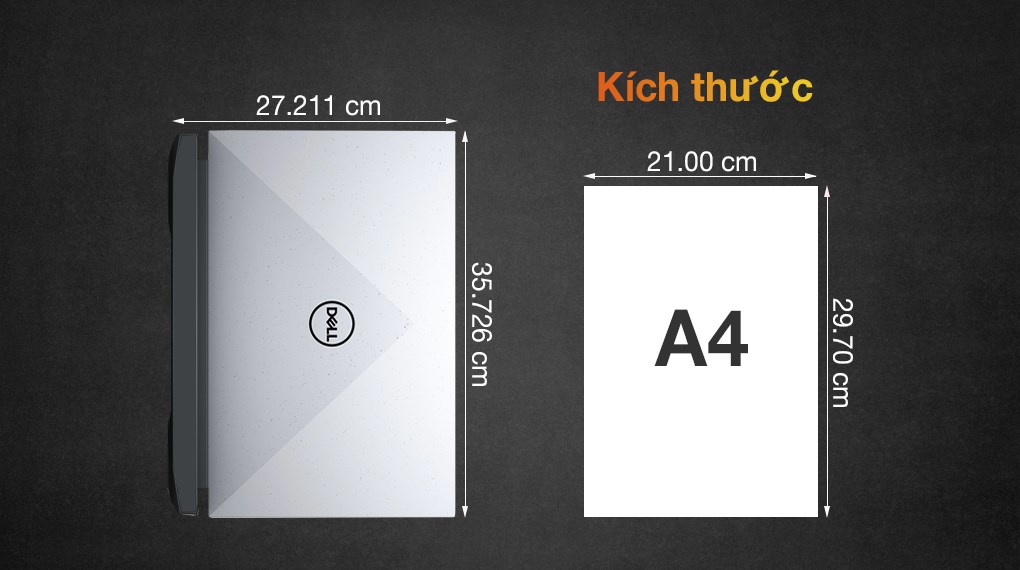 Kích thước
27.211 cm
35.726 cm
DELL
21.00 cm
29.70 cm
A4